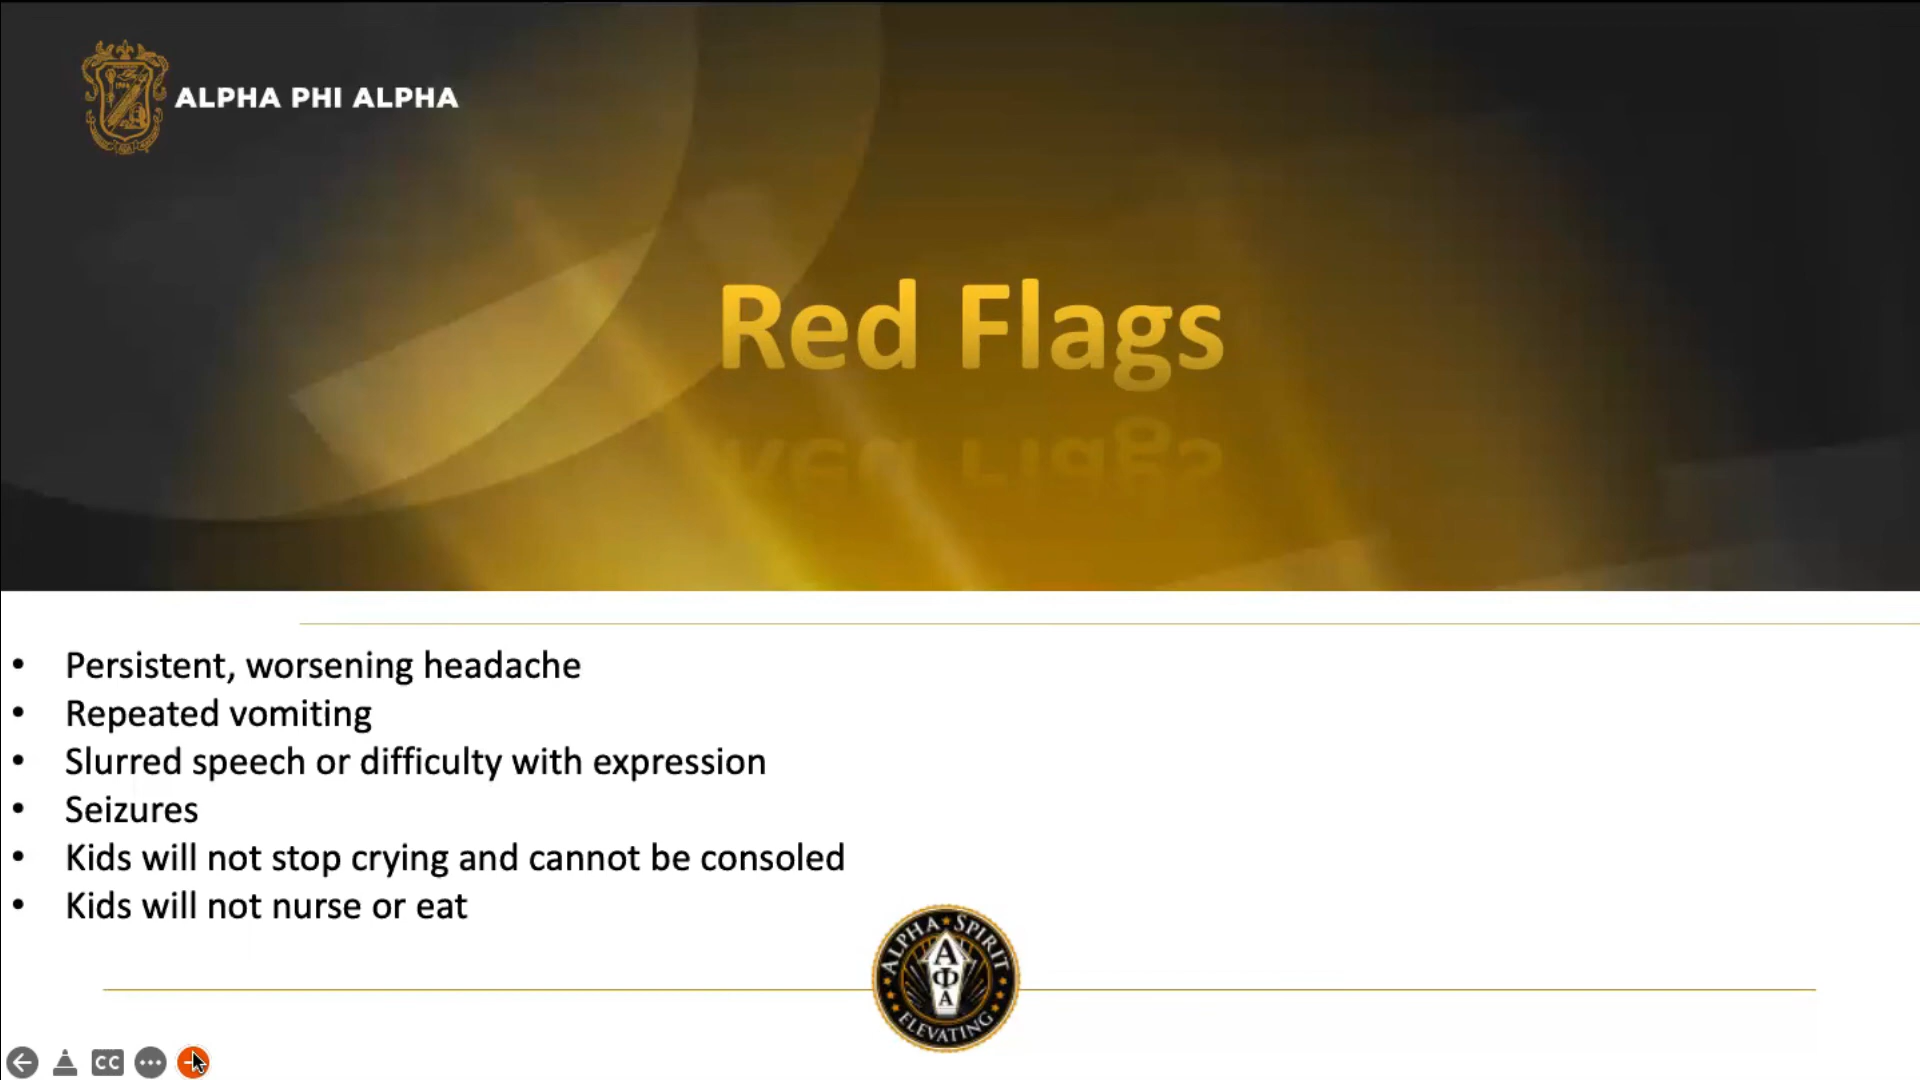 ALPHA PHI ALPHA
Red Flags
• Persistent, worsening headache
• Repeated vomiting
• Slurred speech or difficulty with expression
• Seizures
• Kids will not stop crying and cannot be consoled
• Kids will not nurse or eat
ALPHA SPIRIT
Α
Φ
Α
ELEVATING
CC